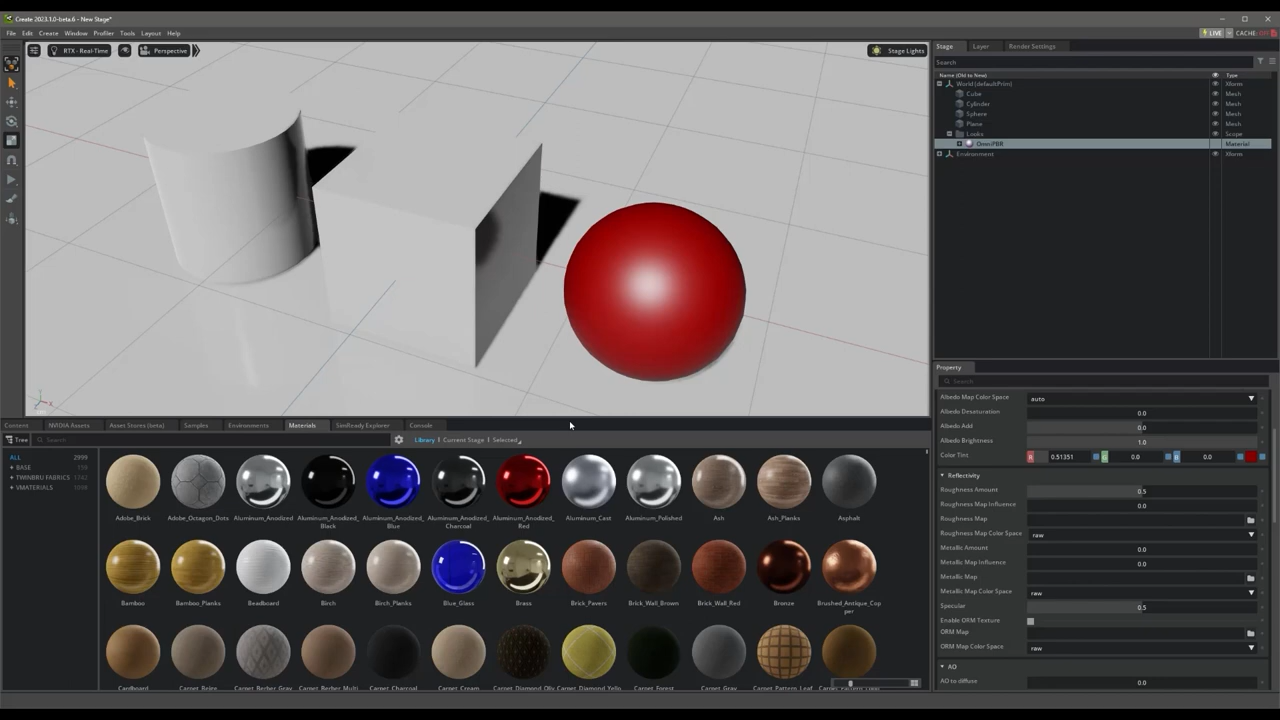 Create 2023.1.0-beta.6 - New Stage*
File Edit Create Window Profiler Tools Layout Help
LIVE CACHE: OFF
RTX - Real-Time Perspective Stage Lights
Stage Layer Render Settings
Search
Name (Old to New) Type
World (defaultPrim) Xform
Cube Mesh
Cylinder Mesh
Sphere Mesh
Plane Mesh
Looks Scope
OmniPBR Material
Environment Xform
Property
Search
Albedo Map Color Space auto
Albedo Desaturation 0.0
Albedo Add 0.0
Albedo Brightness 1.0
Color Tint R 0.51351 G 0.0 B 0.0
Reflectivity
Roughness Amount 0.5
Roughness Map Influence 0.0
Roughness Map
Roughness Map Color Space raw
Metallic Amount 0.0
Metallic Map Influence 0.0
Metallic Map
Metallic Map Color Space raw
Specular 0.5
Enable ORM Texture
ORM Map
ORM Map Color Space raw
AO
AO to diffuse 0.0
Content NVIDIA Assets Asset Stores (beta) Samples Environments Materials SimReady Explorer Console
Tree Search Library Current Stage Selected
ALL 2999
BASE 159
TWINBRU FABRICS 1742
VMATERIALS 1098
Adobe_Brick Adobe_Octagon_Dots Aluminum_Anodized Aluminum_Anodized_Black Aluminum_Anodized_Blue Aluminum_Anodized_Charcoal Aluminum_Anodized_Red Aluminum_Cast Aluminum_Polished Ash Ash_Planks Asphalt
Bamboo Bamboo_Planks Beadboard Birch Birch_Planks Blue_Glass Brass Brick_Pavers Brick_Wall_Brown Brick_Wall_Red Bronze Brushed_Antique_Copper
Cardboard Carpet_Beige Carpet_Berber_Gray Carpet_Berber_Multi Carpet_Charcoal Carpet_Cream Carpet_Diamond_Oliv Carpet_Diamond_Yello Carpet_Forest Carpet_Gray Carpet_Pattern_Leaf